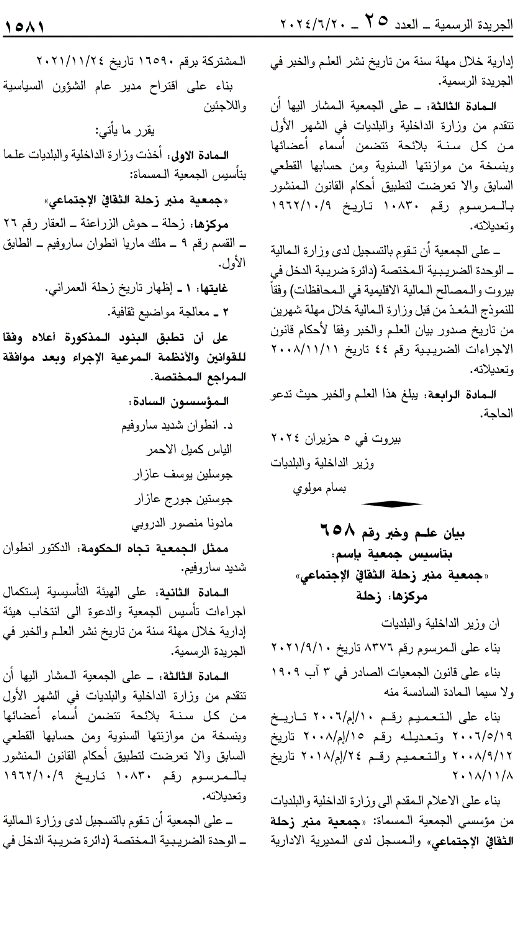 الجريدة الرسمية – العدد ٢٥ – ٢٠٢٤/٦/٢٠
١٥٨١
إدارية خلال مهلة سنة من تاريخ نشر العلم والخبر في
الجريدة الرسمية.
المادة الثالثة: – على الجمعية المشار اليها أن
تتقدم من وزارة الداخلية والبلديات في الشهر الأول
من كل سنة بلائحة تتضمن أسماء أعضائها
وبنسخة من موازنتها السنوية ومن حسابها القطعي
السابق والا تعرضت لتطبيق أحكام القانون المنشور
بالمرسوم رقم ١٠٨٣٠ تاريخ ١٩٦٢/١٠/٩
وتعديلاته.
– على الجمعية أن تقوم بالتسجيل لدى وزارة المالية
– الوحدة الضريبية المختصة (دائرة ضريبة الدخل في
بيروت والمصالح المالية الاقليمية في المحافظات) وفقاً
للنموذج المُعدّ من قبل وزارة المالية خلال مهلة شهرين
من تاريخ صدور بيان العلم والخبر وفقا لأحكام قانون
الاجراءات الضريبية رقم ٤٤ تاريخ ٢٠٠٨/١١/١١
وتعديلاته.
المادة الرابعة: يبلغ هذا العلم والخبر حيث تدعو
الحاجة.
بيروت في ٥ حزيران ٢٠٢٤
وزير الداخلية والبلديات
بسام مولوي
بيان علم وخبر رقم ٦٥٨
بتأسيس جمعية بإسم:
«جمعية منبر زحلة الثقافي الإجتماعي»
مركزها: زحلة
ان وزير الداخلية والبلديات
بناء على المرسوم رقم ٨٣٧٦ تاريخ ٢٠٢١/٩/١٠
بناء على قانون الجمعيات الصادر في ٣ آب ١٩٠٩
ولا سيما المادة السادسة منه
بناء على التعميم رقم ١٠/إم/٢٠٠٦ تاريخ
٢٠٠٦/٥/١٩ وتعديله رقم ١٥/إم/٢٠٠٨ تاريخ
٢٠٠٨/٩/١٢ والتعميم رقم ٢٤/إم/٢٠١٨ تاريخ
٢٠١٨/١١/٨
بناء على الاعلام المقدم الى وزارة الداخلية والبلديات
من مؤسسي الجمعية المسماة: «جمعية منبر زحلة
الثقافي الإجتماعي» والمسجل لدى المديرية الادارية
المشتركة برقم ١٦٥٩٠ تاريخ ٢٠٢١/١١/٢٤
بناء على اقتراح مدير عام الشؤون السياسية
واللاجئين
يقرر ما يأتي:
المادة الاولى: أخذت وزارة الداخلية والبلديات علما
بتأسيس الجمعية المسماة:
«جمعية منبر زحلة الثقافي الإجتماعي»
مركزها: زحلة – حوش الزراعنة – العقار رقم ٢٦
– القسم رقم ٩ – ملك ماريا انطوان ساروفيم – الطابق
الأول.
غايتها: ١ – إظهار تاريخ زحلة العمراني.
٢ – معالجة مواضيع ثقافية.
على أن تطبق البنود المذكورة أعلاه وفقا
للقوانين والأنظمة المرعية الإجراء وبعد موافقة
المراجع المختصة.
المؤسسون السادة:
د. انطوان شديد ساروفيم
الياس كميل الاحمر
جوسلين يوسف عازار
جوستين جورج عازار
مادونا منصور الدروبي
ممثل الجمعية تجاه الحكومة: الدكتور انطوان
شديد ساروفيم.
المادة الثانية: على الهيئة التأسيسية إستكمال
اجراءات تأسيس الجمعية والدعوة الى انتخاب هيئة
إدارية خلال مهلة سنة من تاريخ نشر العلم والخبر في
الجريدة الرسمية.
المادة الثالثة: – على الجمعية المشار اليها أن
تتقدم من وزارة الداخلية والبلديات في الشهر الأول
من كل سنة بلائحة تتضمن أسماء أعضائها
وبنسخة من موازنتها السنوية ومن حسابها القطعي
السابق والا تعرضت لتطبيق أحكام القانون المنشور
بالمرسوم رقم ١٠٨٣٠ تاريخ ١٩٦٢/١٠/٩
وتعديلاته.
– على الجمعية أن تقوم بالتسجيل لدى وزارة المالية
– الوحدة الضريبية المختصة (دائرة ضريبة الدخل في